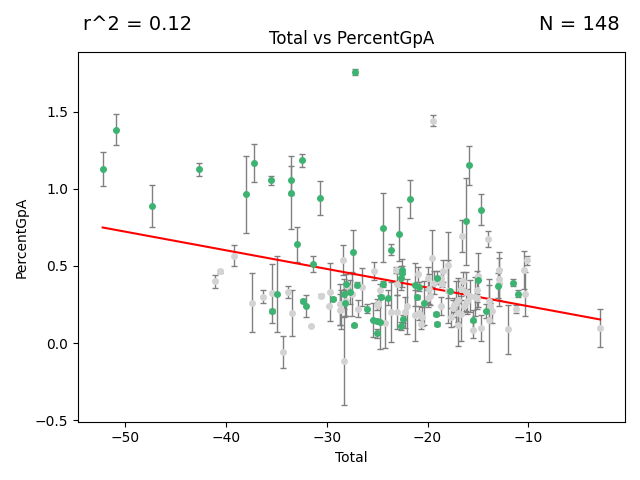 r^2 = 0.12
N = 148
Total vs PercentGpA
1.5
1.0
0.5
0.0
−0.5
PercentGpA
−50
−40
−30
−20
−10
Total